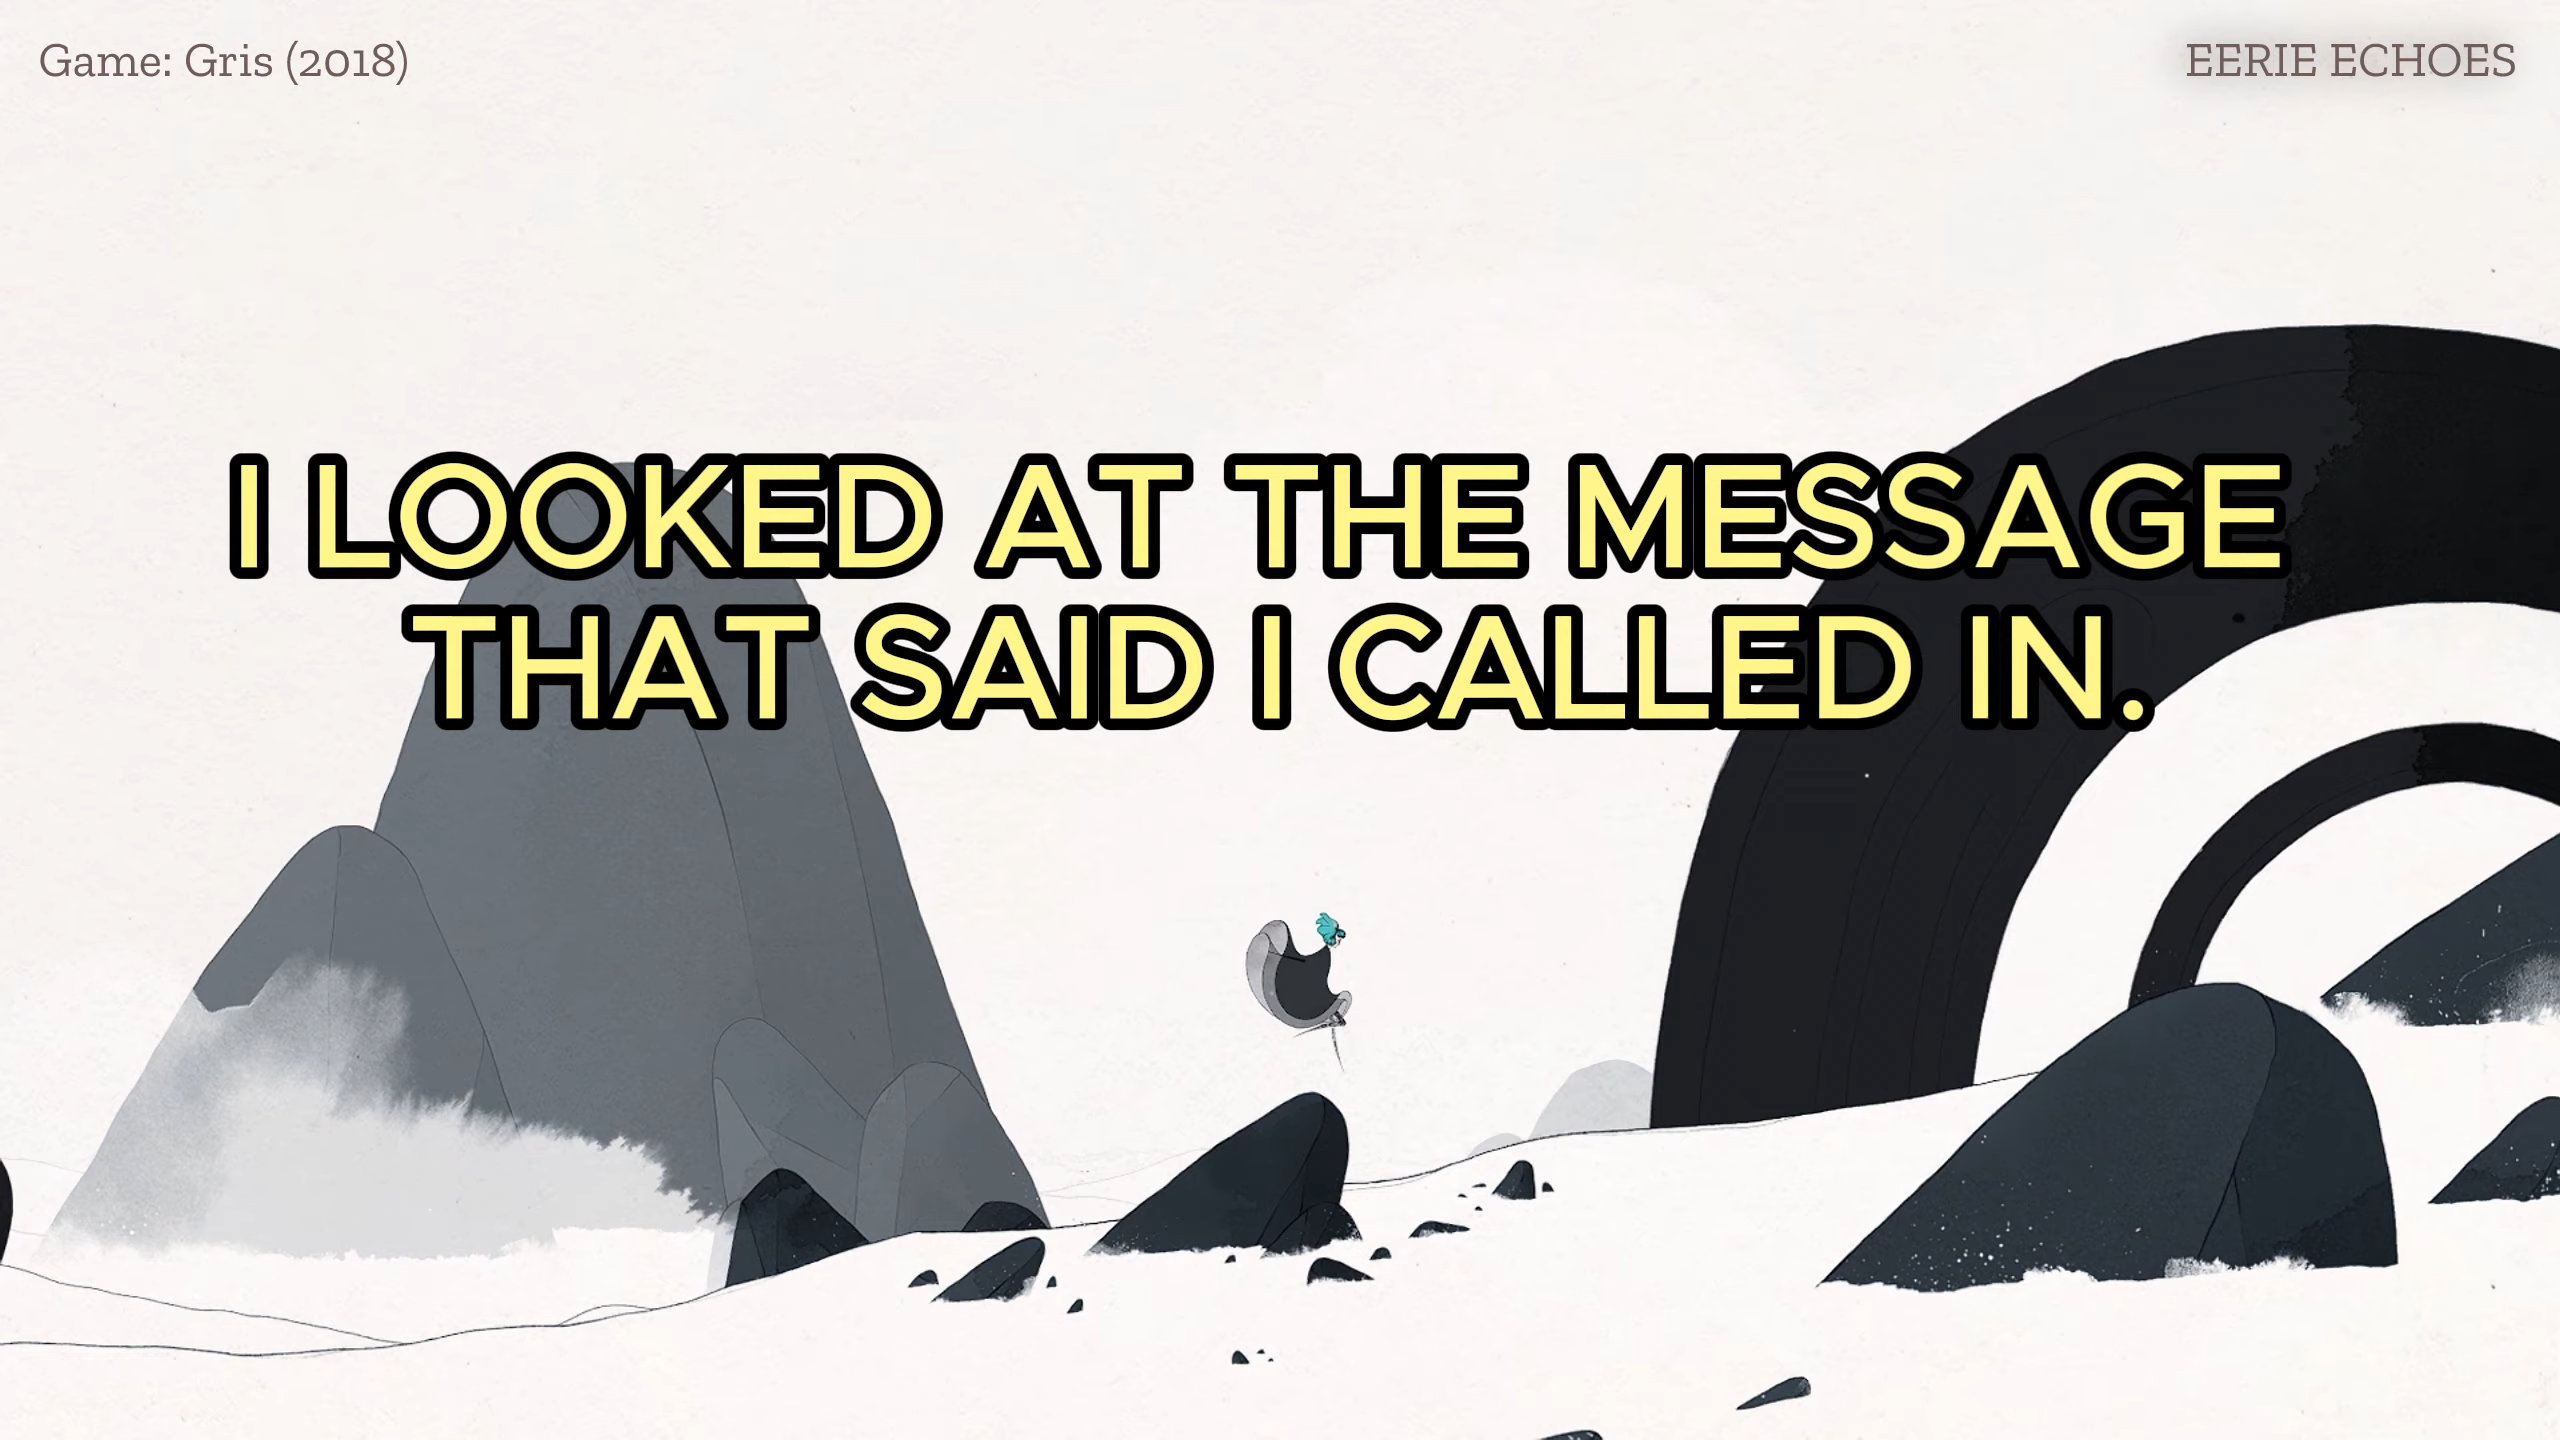 Game: Gris (2018)
EERIE ECHOES
I LOOKED AT THE MESSAGE
THAT SAID I CALLED IN.